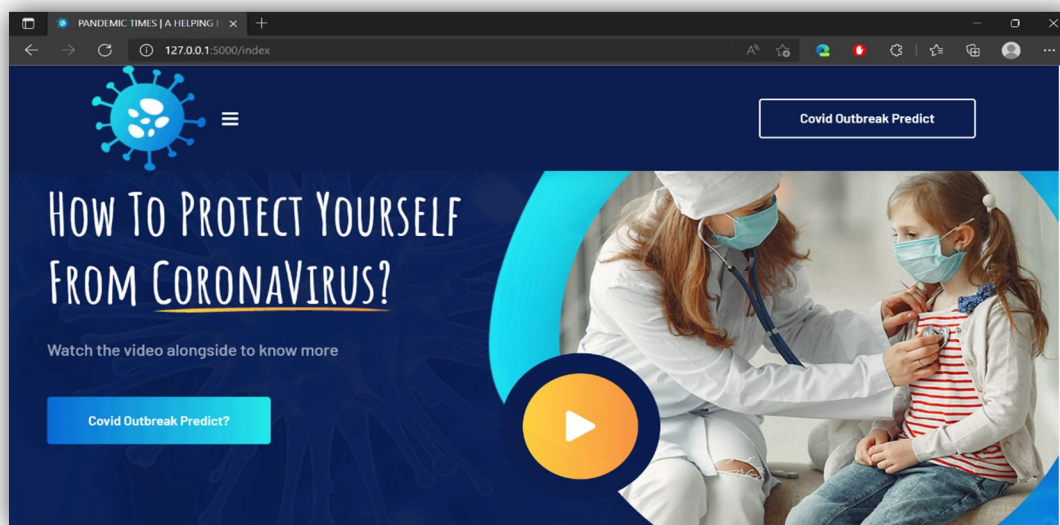 PANDEMIC TIMES | A HELPING
127.0.0.1:5000/index
Covid Outbreak Predict
HOW TO PROTECT YOURSELF
FROM CORONAVIRUS?
Watch the video alongside to know more
Covid Outbreak Predict?